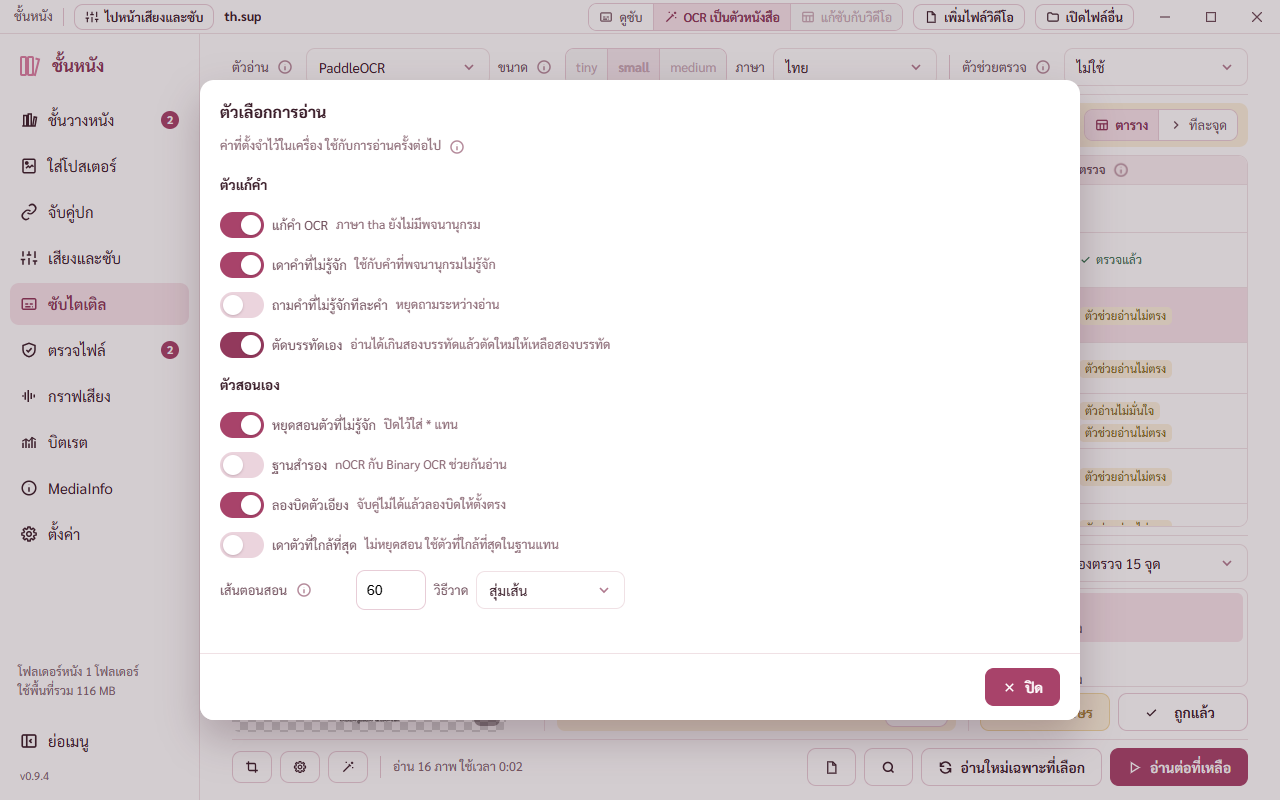 ชั้นหนัง
ไปหน้าเสียงและซับ
th.sup
ดูซับ
OCR เป็นตัวหนังสือ
แก้ซับกับวิดีโอ
เพิ่มไฟล์วิดีโอ
เปิดไฟล์อื่น
ชั้นหนัง
ตัวอ่าน
PaddleOCR
ขนาด
tiny
small
medium
ภาษา
ไทย
ตัวช่วยตรวจ
ไม่ใช้
ชั้นวางหนัง
2
ใส่โปสเตอร์
จับคู่ปก
เสียงและซับ
ซับไตเติล
ตรวจไฟล์
2
กราฟเสียง
บิตเรต
MediaInfo
ตั้งค่า
โฟลเดอร์หนัง 1 โฟลเดอร์
ใช้พื้นที่รวม 116 MB
ย่อเมนู
v0.9.4
ตัวเลือกการอ่าน
ค่าที่ตั้งจำไว้ในเครื่อง ใช้กับการอ่านครั้งต่อไป
ตัวแก้คำ
แก้คำ OCR ภาษา tha ยังไม่มีพจนานุกรม
เดาคำที่ไม่รู้จัก ใช้กับคำที่พจนานุกรมไม่รู้จัก
ถามคำที่ไม่รู้จักทีละคำ หยุดถามระหว่างอ่าน
ตัดบรรทัดเอง อ่านได้เกินสองบรรทัดแล้วตัดใหม่ให้เหลือสองบรรทัด
ตัวสอนเอง
หยุดสอนตัวที่ไม่รู้จัก ปิดไว้ใส่ * แทน
ฐานสำรอง nOCR กับ Binary OCR ช่วยกันอ่าน
ลองบิดตัวเอียง จับคู่ไม่ได้แล้วลองบิดให้ตั้งตรง
เดาตัวที่ใกล้ที่สุด ไม่หยุดสอน ใช้ตัวที่ใกล้ที่สุดในฐานแทน
เส้นตอนสอน
60
วิธีวาด
สุ่มเส้น
ปิด
ตาราง
ทีละจุด
ตรวจ
ตรวจแล้ว
ตัวช่วยอ่านไม่ตรง
ตัวช่วยอ่านไม่ตรง
ตัวอ่านไม่มั่นใจ
ตัวช่วยอ่านไม่ตรง
ตัวช่วยอ่านไม่ตรง
องตรวจ 15 จุด
ถูกแล้ว
อ่าน 16 ภาพ ใช้เวลา 0:02
อ่านใหม่เฉพาะที่เลือก
อ่านต่อที่เหลือ